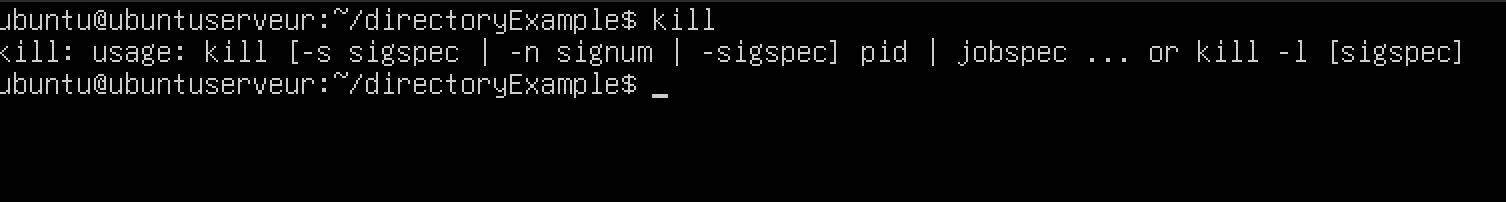 ubuntu@ubuntuserveur:~/directoryExample$ kill
kill: usage: kill [-s sigspec | -n signum | -sigspec] pid | jobspec ... or kill -l [sigspec]
ubuntu@ubuntuserveur:~/directoryExample$ _